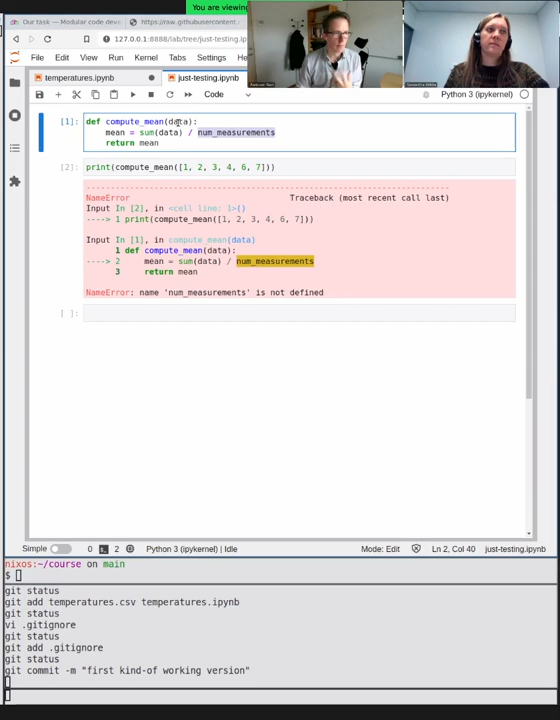 You are viewing
Oh - Modular code deve
https://raw.githubusercontent.
127.0.0.1:8888/lab/tree/just-testing.ip
File Edit View Run Kernel Tabs Settings He
temperatures.ipynb
just-testing.ipynb
Code
Python 3 (ipykernel)
[1]: def compute_mean(data):
mean = sum(data) / num_measurements
return mean
[2]: print(compute_mean([1, 2, 3, 4, 6, 7]))
---------------------------------------------------------------------------
NameError Traceback (most recent call last)
Input In [2], in <cell line: 1>()
----> 1 print(compute_mean([1, 2, 3, 4, 6, 7]))
Input In [1], in compute_mean(data)
1 def compute_mean(data):
----> 2 mean = sum(data) / num_measurements
3 return mean
NameError: name 'num_measurements' is not defined
[ ]:
Simple 0 2 Python 3 (ipykernel) | Idle Mode: Edit Ln 2, Col 40 just-testing.ipynb
nixos:~/course on main
$
git status
git add temperatures.csv temperatures.ipynb
git status
vi .gitignore
git status
git add .gitignore
git status
git commit -m "first kind-of working version"